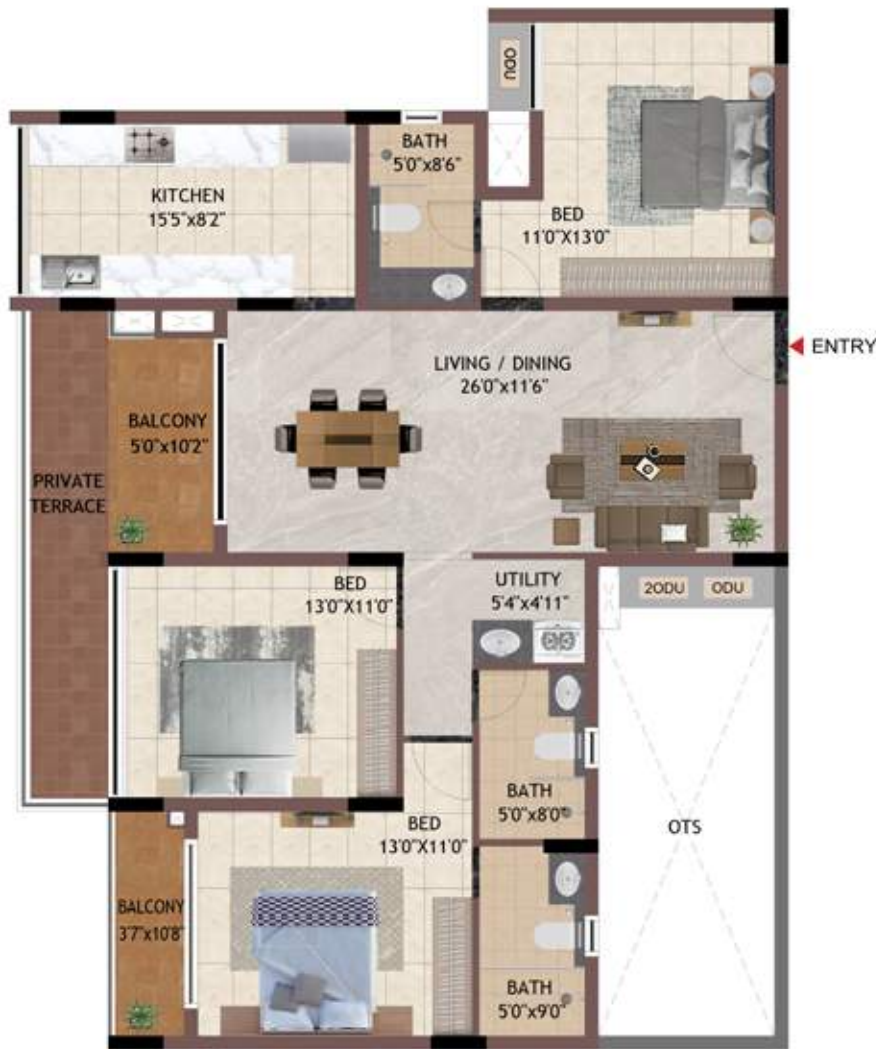 ODU
BATH
5'0"x8'6"
KITCHEN
15'5"x8'2"
BED
11'0"X13'0"
ENTRY
LIVING / DINING
26'0"x11'6"
BALCONY
5'0"x10'2"
PRIVATE
TERRACE
BED
13'0"X11'0"
UTILITY
5'4"x4'11"
2ODU
ODU
BATH
5'0"x8'0"
OTS
BED
13'0"X11'0"
BALCONY
3'7"x10'8"
BATH
5'0"x9'0"